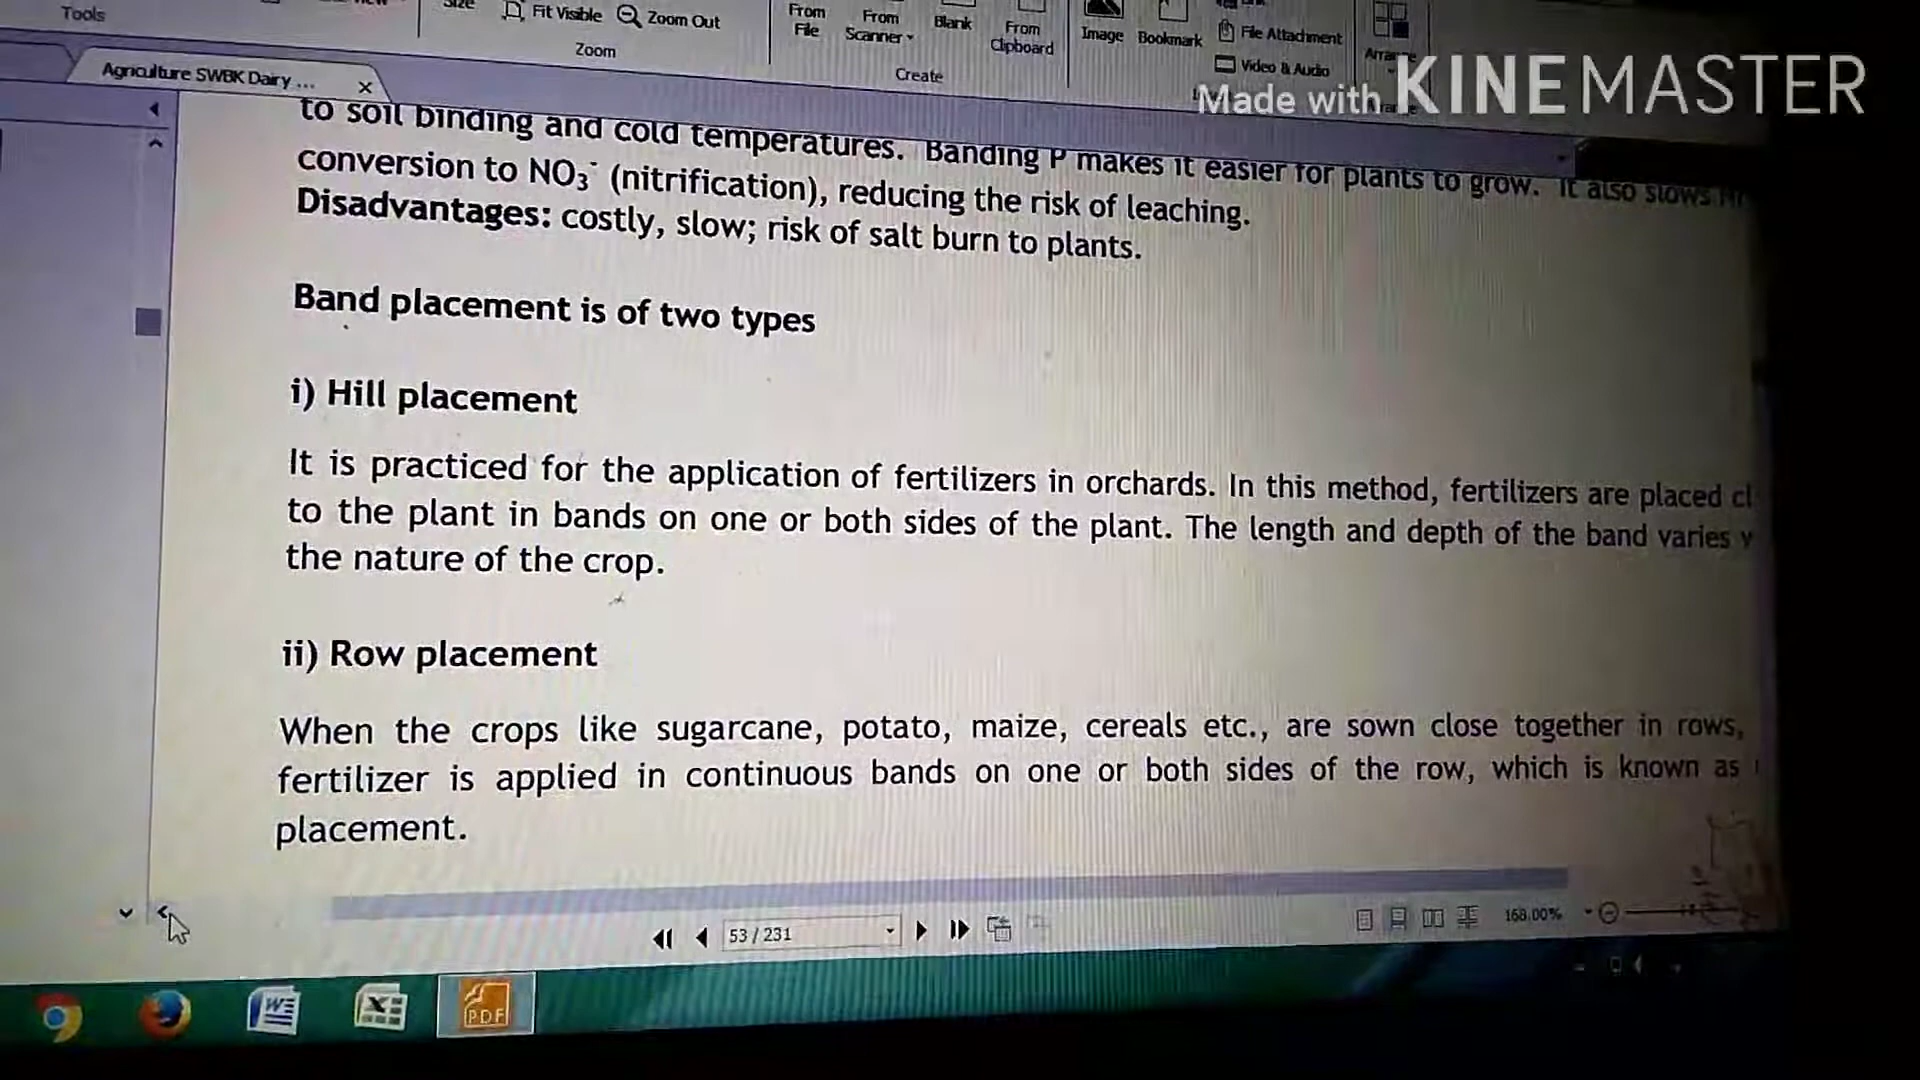 Tools
Size
Fit Visible
Zoom Out
Zoom
From File
From Scanner
Blank
From Clipboard
Create
Image
Bookmark
File Attachment
Video & Audio
Made with KINEMASTER
Agriculture SWBK Dairy ...
to soil binding and cold temperatures. Banding P makes it easier for plants to grow. It also slows
conversion to NO3- (nitrification), reducing the risk of leaching.
Disadvantages: costly, slow; risk of salt burn to plants.
Band placement is of two types
i) Hill placement
It is practiced for the application of fertilizers in orchards. In this method, fertilizers are placed cl
to the plant in bands on one or both sides of the plant. The length and depth of the band varies
the nature of the crop.
ii) Row placement
When the crops like sugarcane, potato, maize, cereals etc., are sown close together in rows,
fertilizer is applied in continuous bands on one or both sides of the row, which is known as
placement.
53 / 231
168.00%
PDF